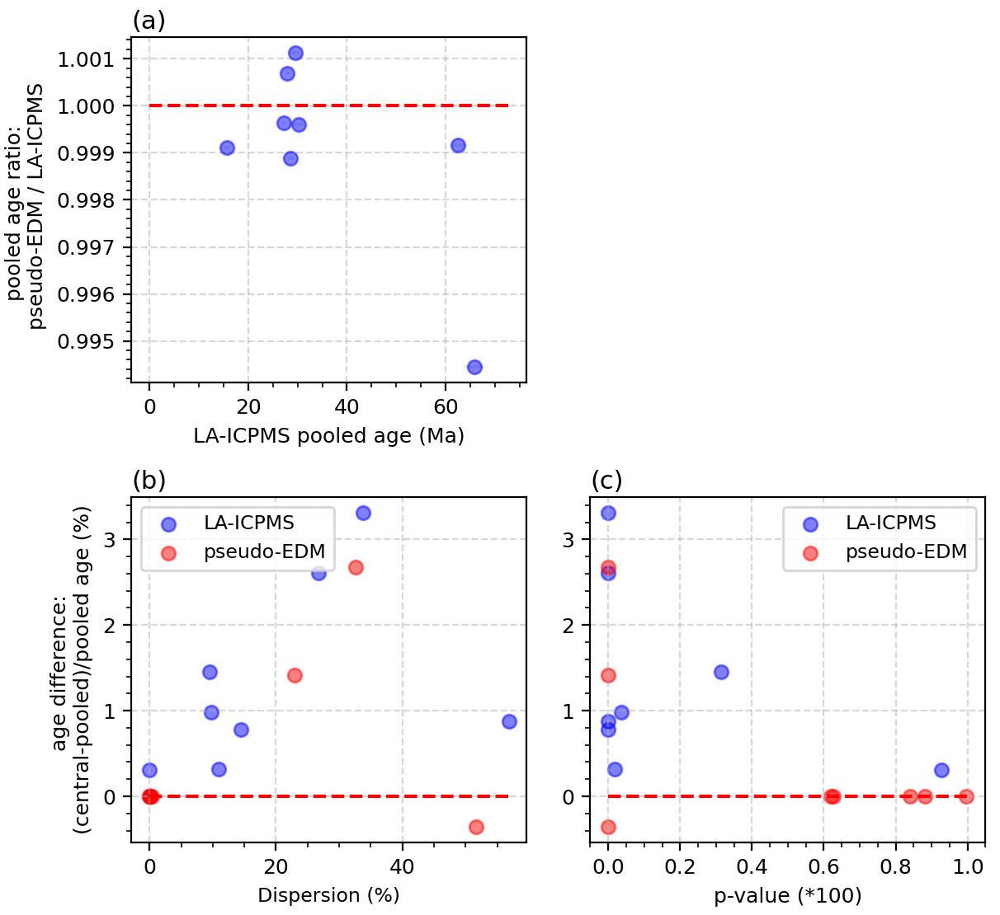 (a)
1.001
1.000
0.999
0.998
0.997
0.996
0.995
pooled age ratio:
pseudo-EDM / LA-ICPMS
0 20 40 60
LA-ICPMS pooled age (Ma)
(b)
LA-ICPMS
pseudo-EDM
3
2
1
0
age difference:
(central-pooled)/pooled age (%)
0 20 40
Dispersion (%)
(c)
LA-ICPMS
pseudo-EDM
3
2
1
0
0.0 0.2 0.4 0.6 0.8 1.0
p-value (*100)